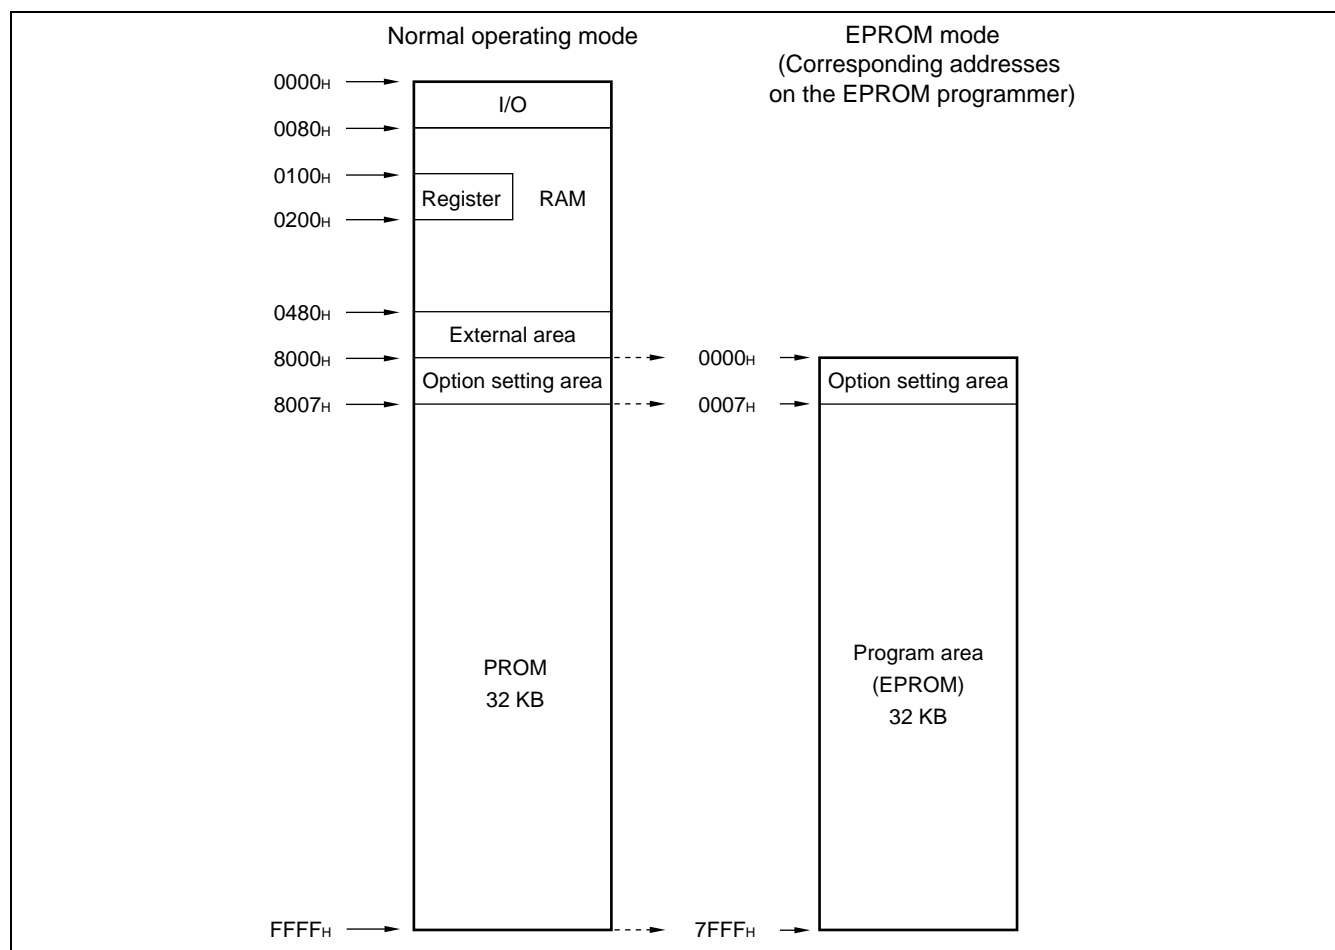 Normal operating mode
EPROM mode
(Corresponding addresses
on the EPROM programmer)
0000H
I/O
0080H
0100H
Register
RAM
0200H
0480H
External area
8000H
0000H
Option setting area
Option setting area
8007H
0007H
PROM
32 KB
Program area
(EPROM)
32 KB
FFFFH
7FFFH